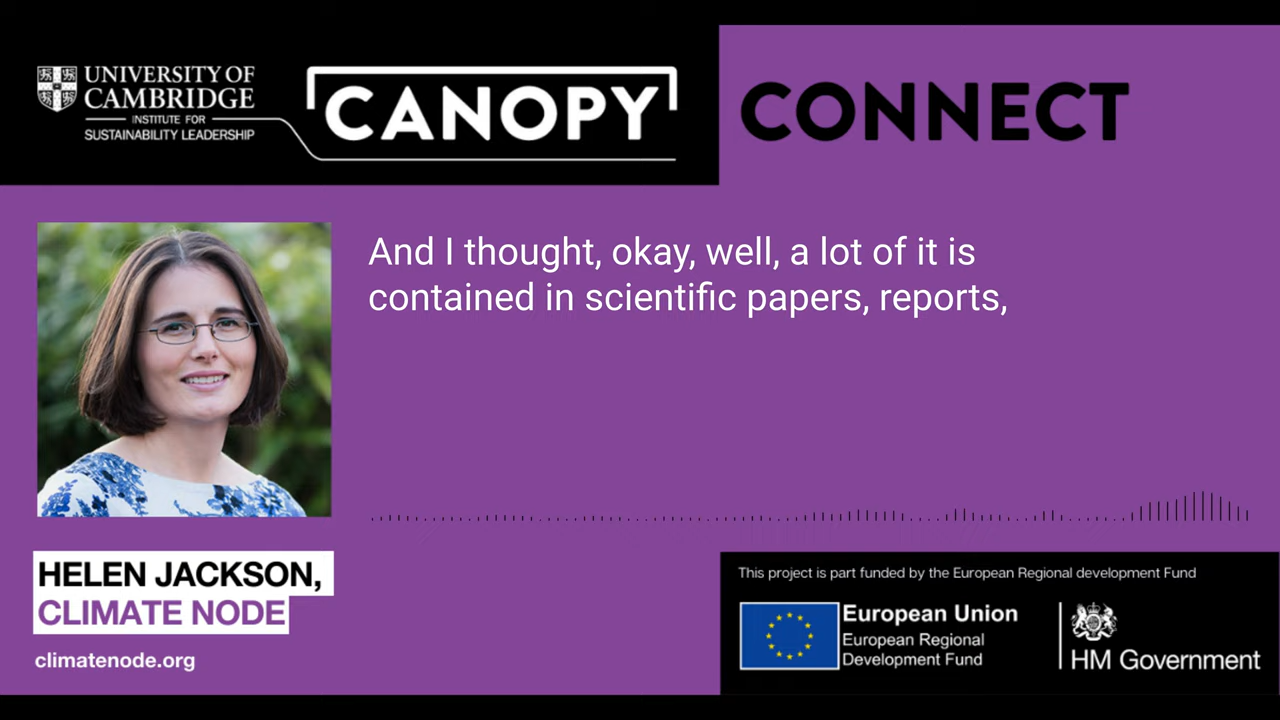 UNIVERSITY OF
CAMBRIDGE
INSTITUTE FOR
SUSTAINABILITY LEADERSHIP
CANOPY
CONNECT
And I thought, okay, well, a lot of it is
contained in scientific papers, reports,
HELEN JACKSON,
CLIMATE NODE
climatenode.org
This project is part funded by the European Regional development Fund
European Union
European Regional
Development Fund
HM Government